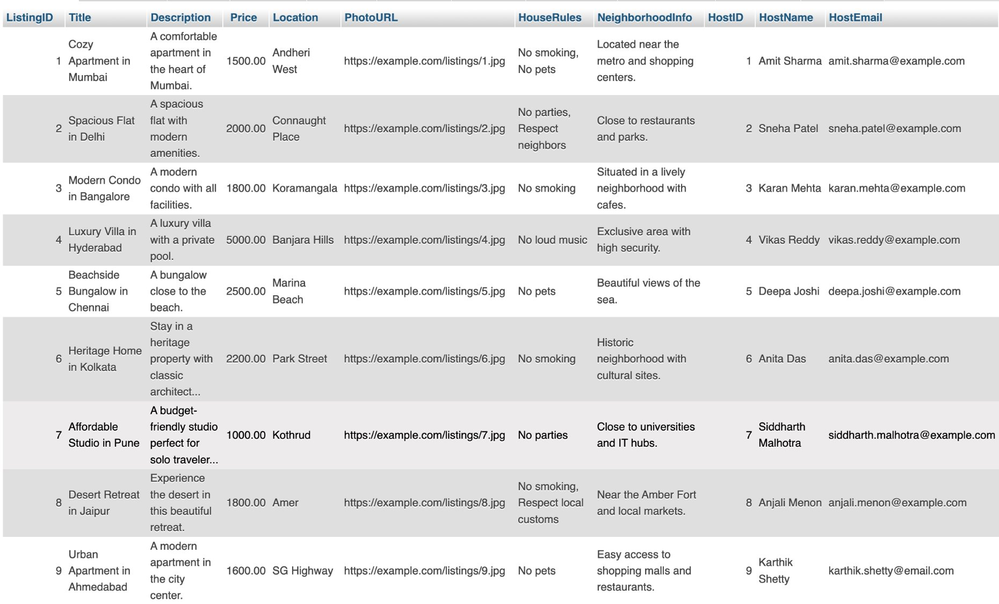 ListingID Title Description Price Location PhotoURL HouseRules NeighborhoodInfo HostID HostName HostEmail
1 Cozy Apartment in Mumbai A comfortable apartment in the heart of Mumbai. 1500.00 Andheri West https://example.com/listings/1.jpg No smoking, No pets Located near the metro and shopping centers. 1 Amit Sharma amit.sharma@example.com
2 Spacious Flat in Delhi A spacious flat with modern amenities. 2000.00 Connaught Place https://example.com/listings/2.jpg No parties, Respect neighbors Close to restaurants and parks. 2 Sneha Patel sneha.patel@example.com
3 Modern Condo in Bangalore A modern condo with all facilities. 1800.00 Koramangala https://example.com/listings/3.jpg No smoking Situated in a lively neighborhood with cafes. 3 Karan Mehta karan.mehta@example.com
4 Luxury Villa in Hyderabad A luxury villa with a private pool. 5000.00 Banjara Hills https://example.com/listings/4.jpg No loud music Exclusive area with high security. 4 Vikas Reddy vikas.reddy@example.com
5 Beachside Bungalow in Chennai A bungalow close to the beach. 2500.00 Marina Beach https://example.com/listings/5.jpg No pets Beautiful views of the sea. 5 Deepa Joshi deepa.joshi@example.com
6 Heritage Home in Kolkata Stay in a heritage property with classic architect... 2200.00 Park Street https://example.com/listings/6.jpg No smoking Historic neighborhood with cultural sites. 6 Anita Das anita.das@example.com
7 Affordable Studio in Pune A budget-friendly studio perfect for solo traveler... 1000.00 Kothrud https://example.com/listings/7.jpg No parties Close to universities and IT hubs. 7 Siddharth Malhotra siddharth.malhotra@example.com
8 Desert Retreat in Jaipur Experience the desert in this beautiful retreat. 1800.00 Amer https://example.com/listings/8.jpg No smoking, Respect local customs Near the Amber Fort and local markets. 8 Anjali Menon anjali.menon@example.com
9 Urban Apartment in Ahmedabad A modern apartment in the city center. 1600.00 SG Highway https://example.com/listings/9.jpg No pets Easy access to shopping malls and restaurants. 9 Karthik Shetty karthik.shetty@email.com